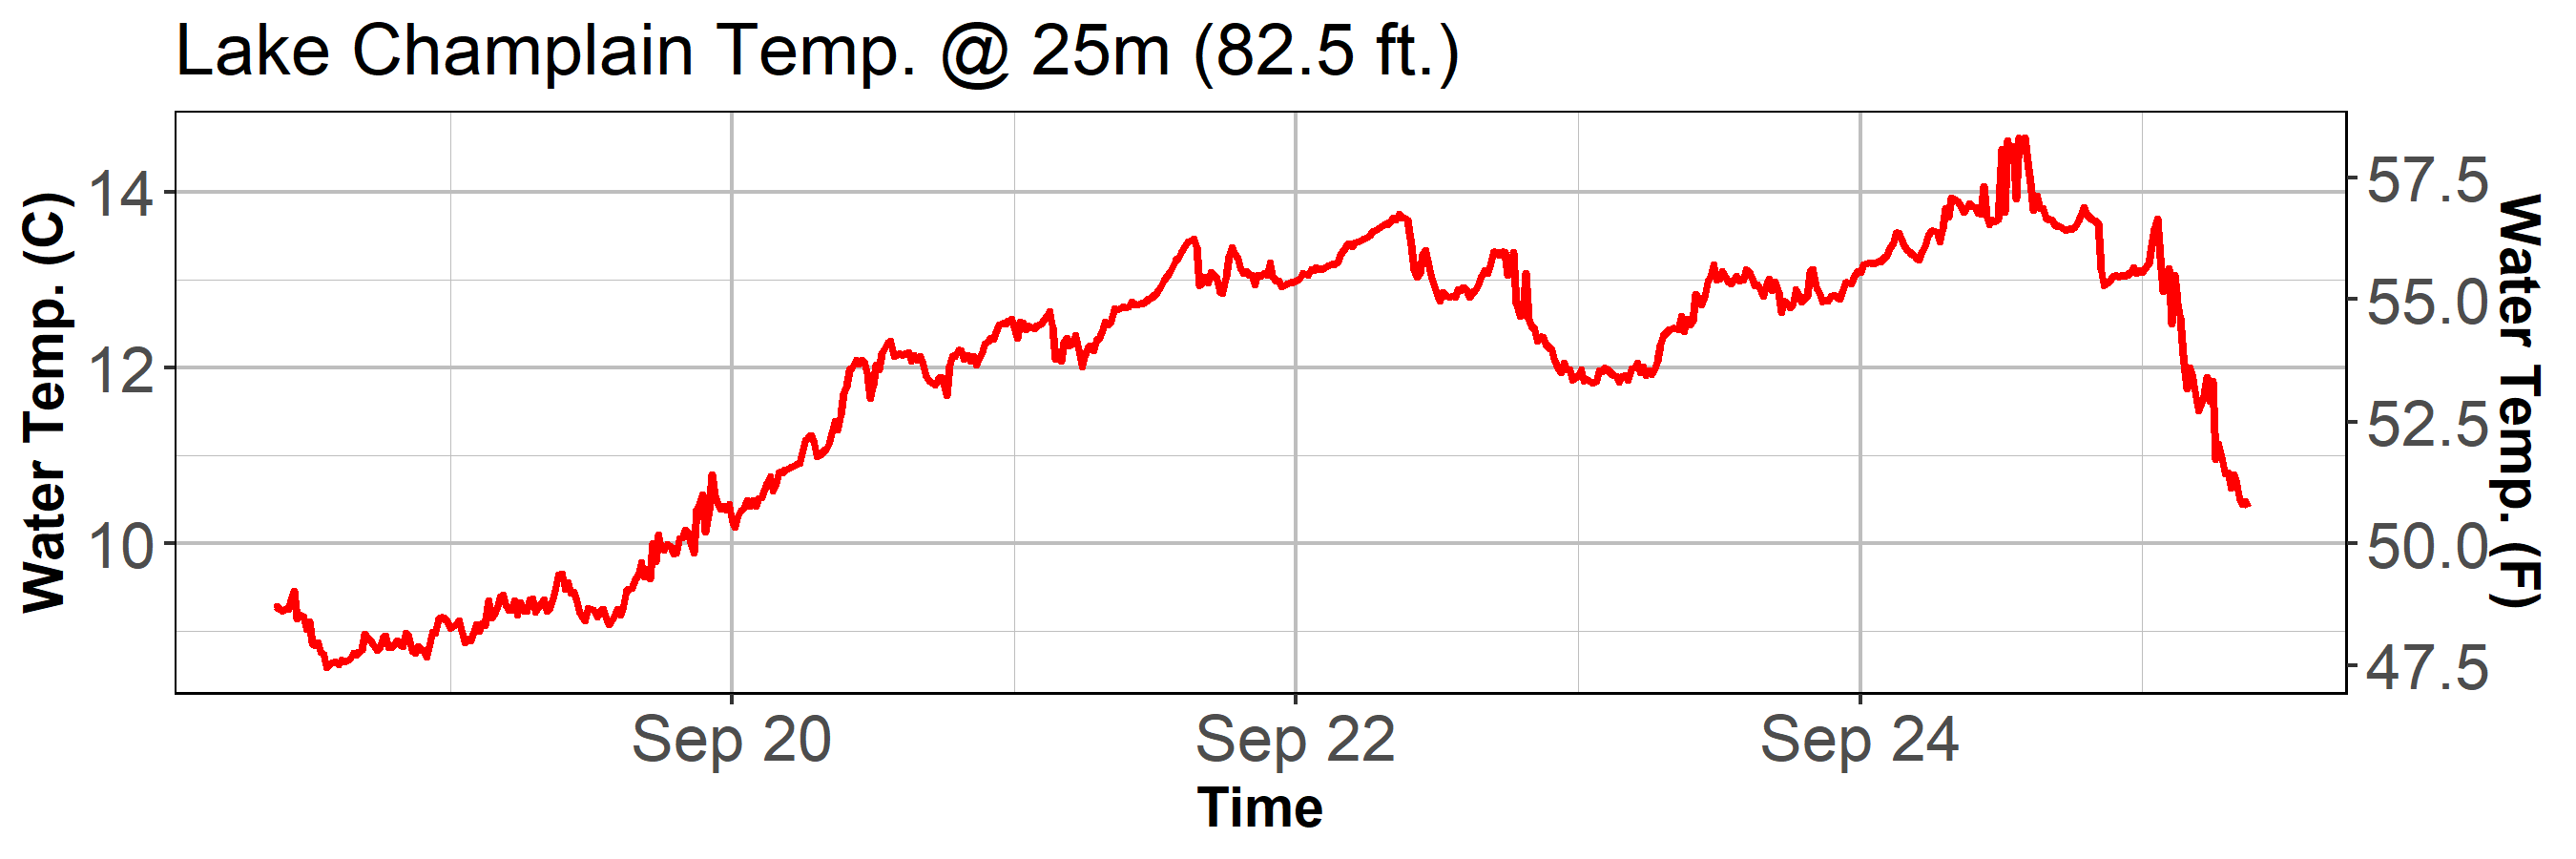 Lake Champlain Temp. @ 25m (82.5 ft.)
Water Temp. (C)
14
12
10
57.5
55.0
52.5
50.0
47.5
Water Temp. (F)
Sep 20
Sep 22
Sep 24
Time